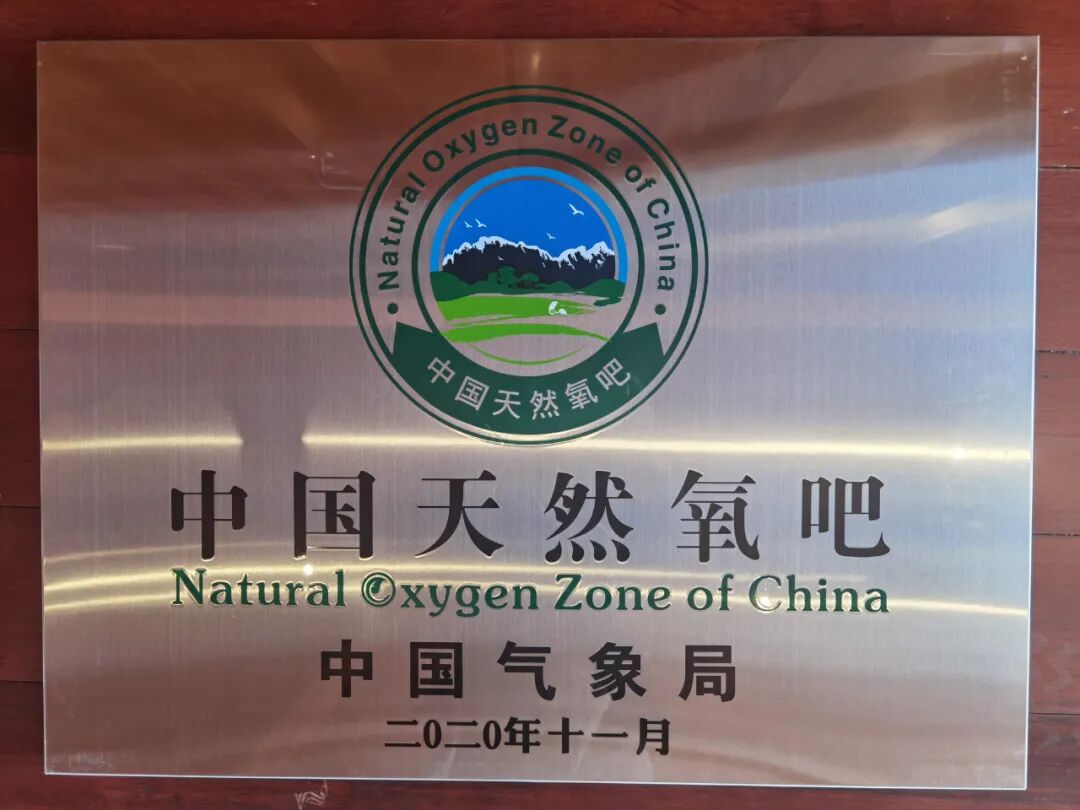 Natural Oxygen Zone of China
中国天然氧吧
中国天然氧吧
Natural Oxygen Zone of China
中国气象局
二0二0年十一月